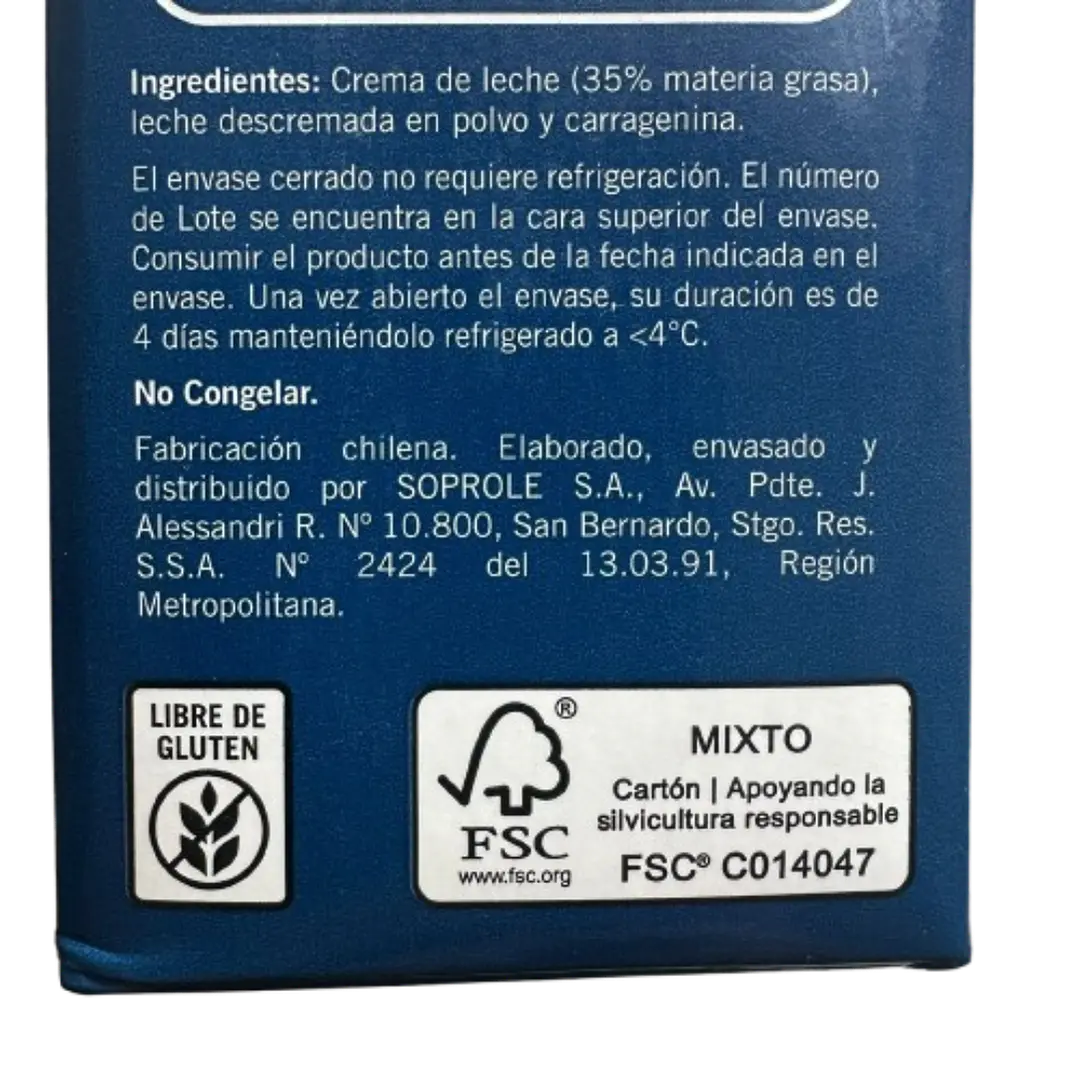 Ingredientes: Crema de leche (35% materia grasa),
leche descremada en polvo y carragenina.
El envase cerrado no requiere refrigeración. El número
de Lote se encuentra en la cara superior del envase.
Consumir el producto antes de la fecha indicada en el
envase. Una vez abierto el envase, su duración es de
4 días manteniéndolo refrigerado a <4°C.
No Congelar.
Fabricación chilena. Elaborado, envasado y
distribuido por SOPROLE S.A., Av. Pdte. J.
Alessandri R. Nº 10.800, San Bernardo, Stgo. Res.
S.S.A. Nº 2424 del 13.03.91, Región
Metropolitana.
LIBRE DE
GLUTEN
®
FSC
www.fsc.org
MIXTO
Cartón | Apoyando la
silvicultura responsable
FSC® C014047